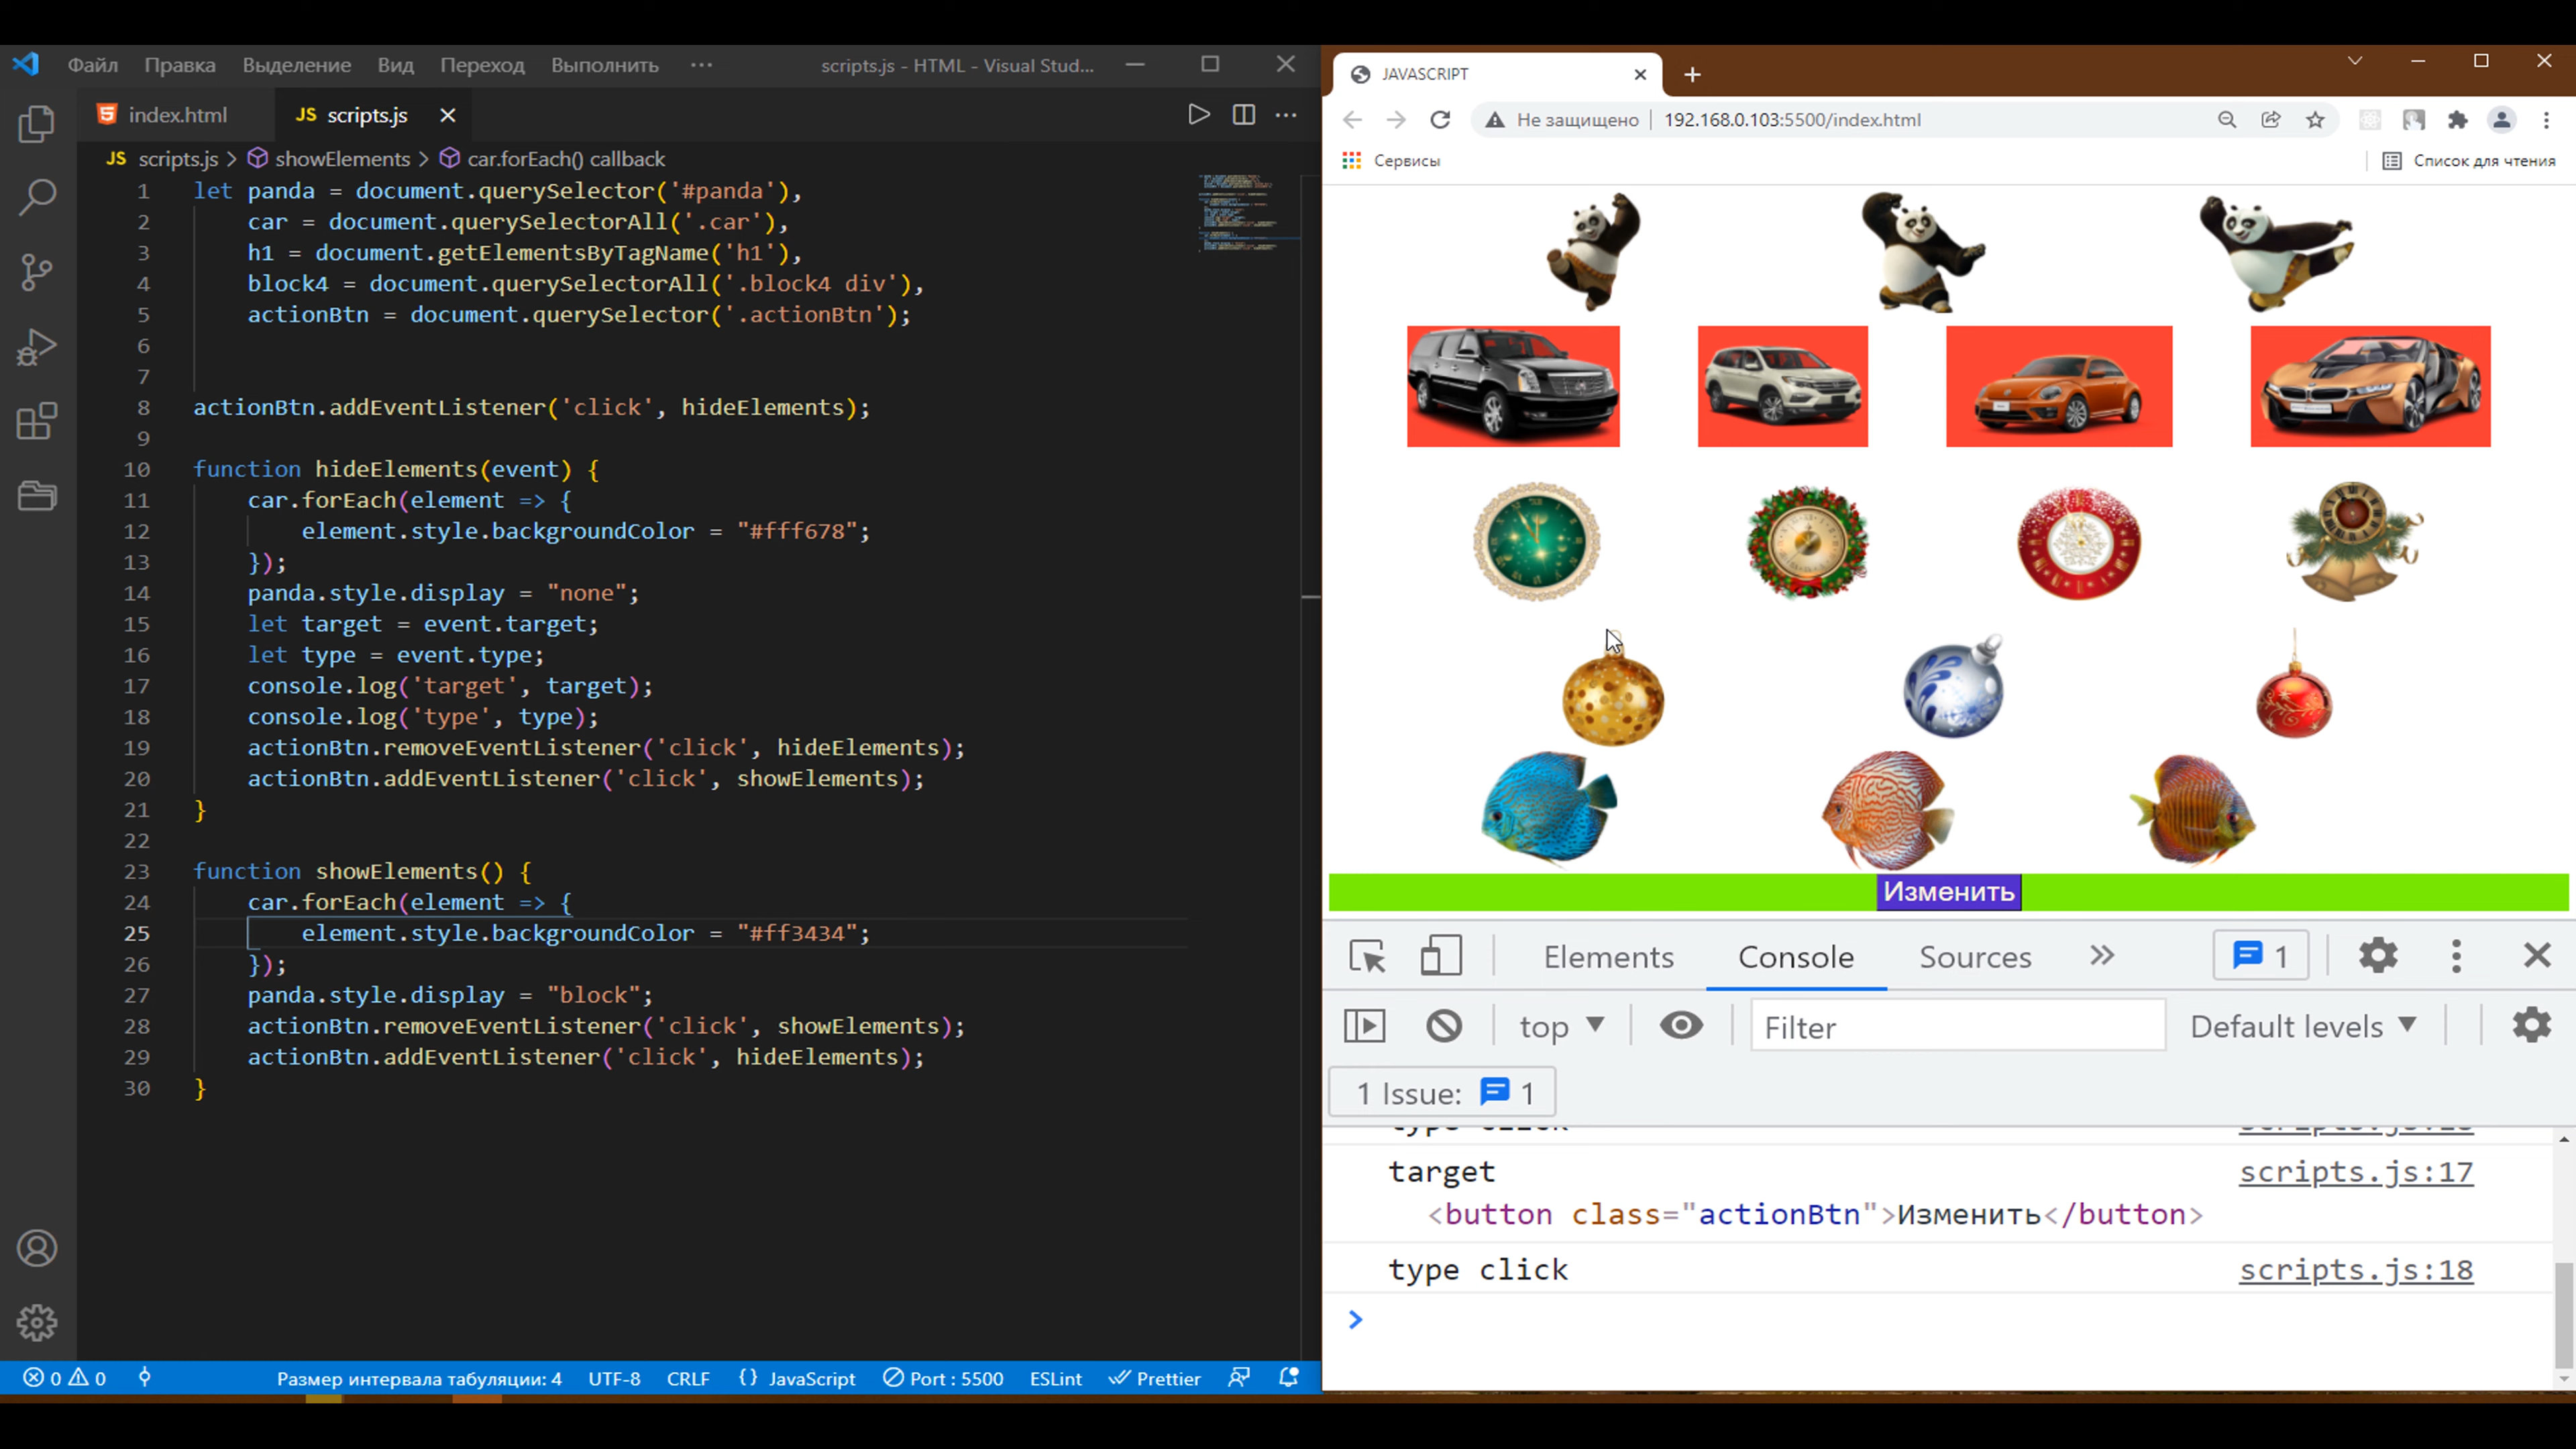 Файл Правка Выделение Вид Переход Выполнить ··· scripts.js - HTML - Visual Stud...
index.html JS scripts.js
JS scripts.js > showElements > car.forEach() callback
1 let panda = document.querySelector('#panda'),
2 car = document.querySelectorAll('.car'),
3 h1 = document.getElementsByTagName('h1'),
4 block4 = document.querySelectorAll('.block4 div'),
5 actionBtn = document.querySelector('.actionBtn');
6
7
8 actionBtn.addEventListener('click', hideElements);
9
10 function hideElements(event) {
11 car.forEach(element => {
12 element.style.backgroundColor = "#fff678";
13 });
14 panda.style.display = "none";
15 let target = event.target;
16 let type = event.type;
17 console.log('target', target);
18 console.log('type', type);
19 actionBtn.removeEventListener('click', hideElements);
20 actionBtn.addEventListener('click', showElements);
21 }
22
23 function showElements() {
24 car.forEach(element => {
25 element.style.backgroundColor = "#ff3434";
26 });
27 panda.style.display = "block";
28 actionBtn.removeEventListener('click', showElements);
29 actionBtn.addEventListener('click', hideElements);
30 }
0 0 Размер интервала табуляции: 4 UTF-8 CRLF {} JavaScript Port : 5500 ESLint Prettier
JAVASCRIPT
Не защищено 192.168.0.103:5500/index.html
Сервисы Список для чтения
Изменить
Elements Console Sources » 1
top Filter Default levels
1 Issue: 1
type click
target scripts.js:17
<button class="actionBtn">Изменить</button>
type click scripts.js:18
>